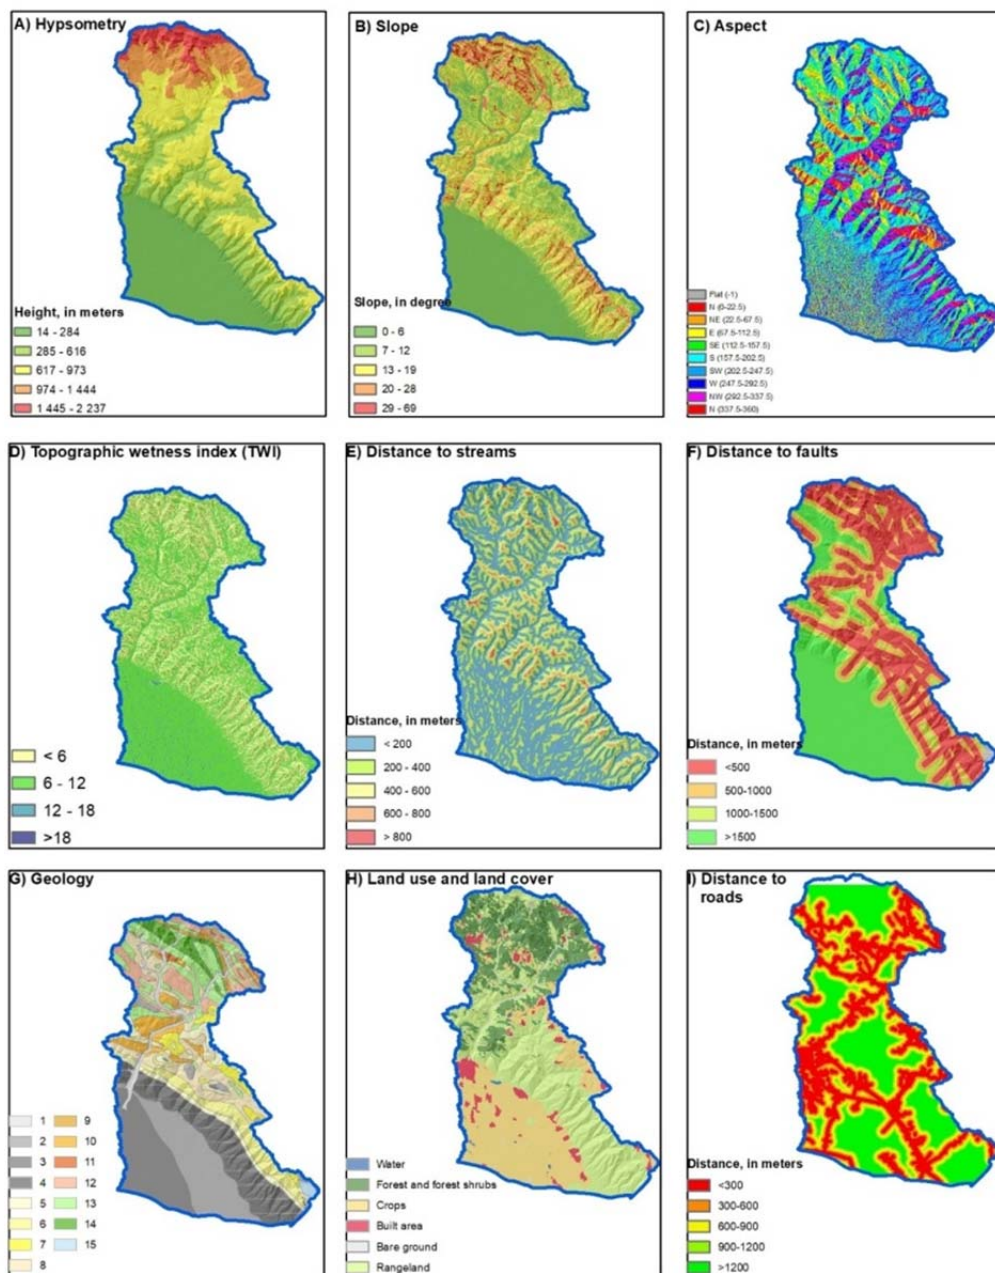 A) Hypsometry
Height, in meters
14 - 284
285 - 616
617 - 973
974 - 1 444
1 445 - 2 237
B) Slope
Slope, in degree
0 - 6
7 - 12
13 - 19
20 - 28
29 - 69
C) Aspect
Flat (-1)
N (0-22.5)
NE (22.5-67.5)
E (67.5-112.5)
SE (112.5-157.5)
S (157.5-202.5)
SW (202.5-247.5)
W (247.5-292.5)
NW (292.5-337.5)
N (337.5-360)
D) Topographic wetness index (TWI)
< 6
6 - 12
12 - 18
>18
E) Distance to streams
Distance, in meters
< 200
200 - 400
400 - 600
600 - 800
> 800
F) Distance to faults
Distance, in meters
<500
500-1000
1000-1500
>1500
G) Geology
1
2
3
4
5
6
7
8
9
10
11
12
13
14
15
H) Land use and land cover
Water
Forest and forest shrubs
Crops
Built area
Bare ground
Rangeland
I) Distance to
roads
Distance, in meters
<300
300-600
600-900
900-1200
>1200